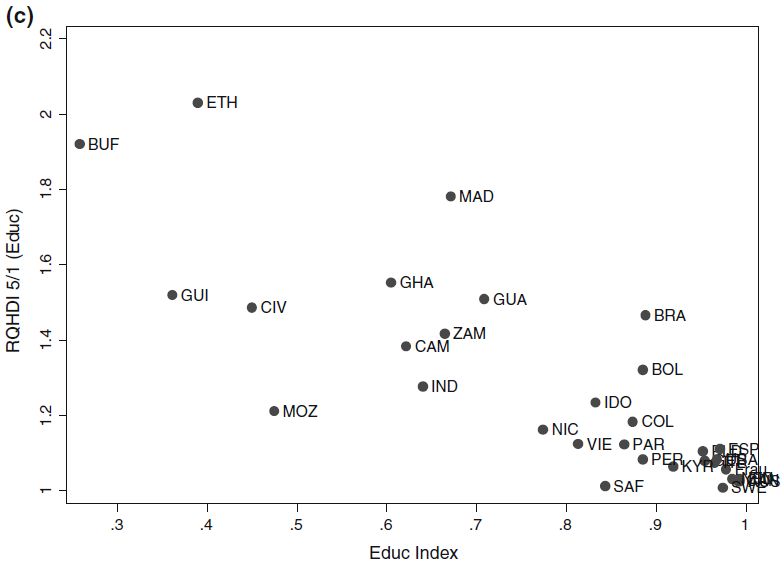 (c)
2.2
ETH
2
BUF
1.8
MAD
1.6
GHA
GUI
GUA
CIV
BRA
ZAM
1.4
CAM
BOL
IND
IDO
MOZ
1.2
COL
NIC
VIE
PAR
ESP
PER
KYR
SAF
SWE
1
RQHDI 5/1 (Educ)
.3 .4 .5 .6 .7 .8 .9 1
Educ Index